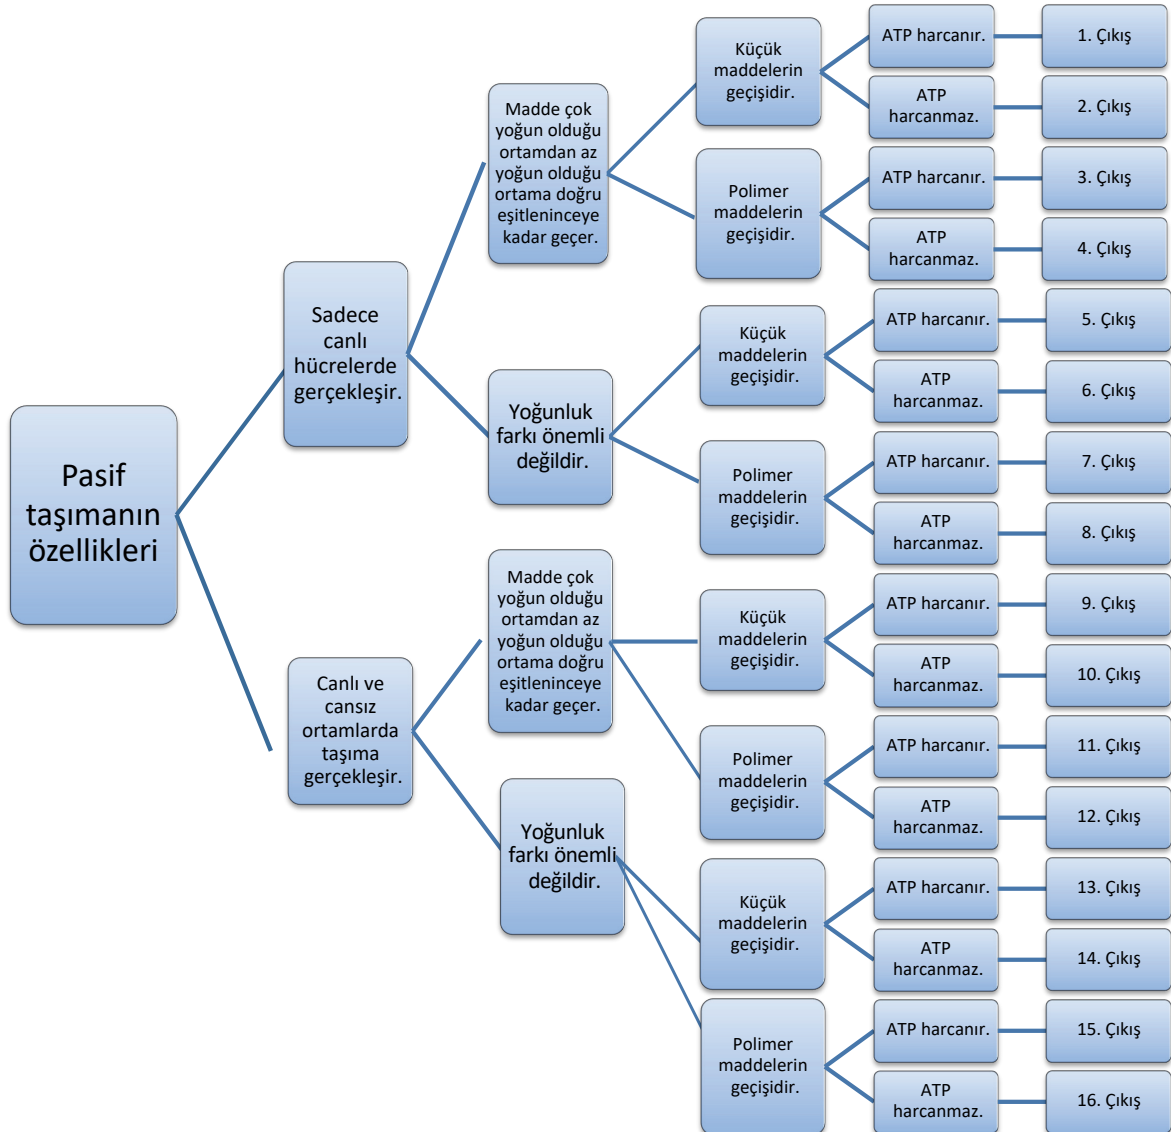 Pasif
taşımanın
özellikleri
Sadece
canlı
hücrelerde
gerçekleşir.
Madde çok
yoğun olduğu
ortamdan az
yoğun olduğu
ortama doğru
eşitleninceye
kadar geçer.
Küçük
maddelerin
geçişidir.
ATP harcanır.
1. Çıkış
ATP
harcanmaz.
2. Çıkış
Polimer
maddelerin
geçişidir.
ATP harcanır.
3. Çıkış
ATP
harcanmaz.
4. Çıkış
Yoğunluk
farkı önemli
değildir.
Küçük
maddelerin
geçişidir.
ATP harcanır.
5. Çıkış
ATP
harcanmaz.
6. Çıkış
Polimer
maddelerin
geçişidir.
ATP harcanır.
7. Çıkış
ATP
harcanmaz.
8. Çıkış
Canlı ve
cansız
ortamlarda
taşıma
gerçekleşir.
Madde çok
yoğun olduğu
ortamdan az
yoğun olduğu
ortama doğru
eşitleninceye
kadar geçer.
Küçük
maddelerin
geçişidir.
ATP harcanır.
9. Çıkış
ATP
harcanmaz.
10. Çıkış
Polimer
maddelerin
geçişidir.
ATP harcanır.
11. Çıkış
ATP
harcanmaz.
12. Çıkış
Yoğunluk
farkı önemli
değildir.
Küçük
maddelerin
geçişidir.
ATP harcanır.
13. Çıkış
ATP
harcanmaz.
14. Çıkış
Polimer
maddelerin
geçişidir.
ATP harcanır.
15. Çıkış
ATP
harcanmaz.
16. Çıkış